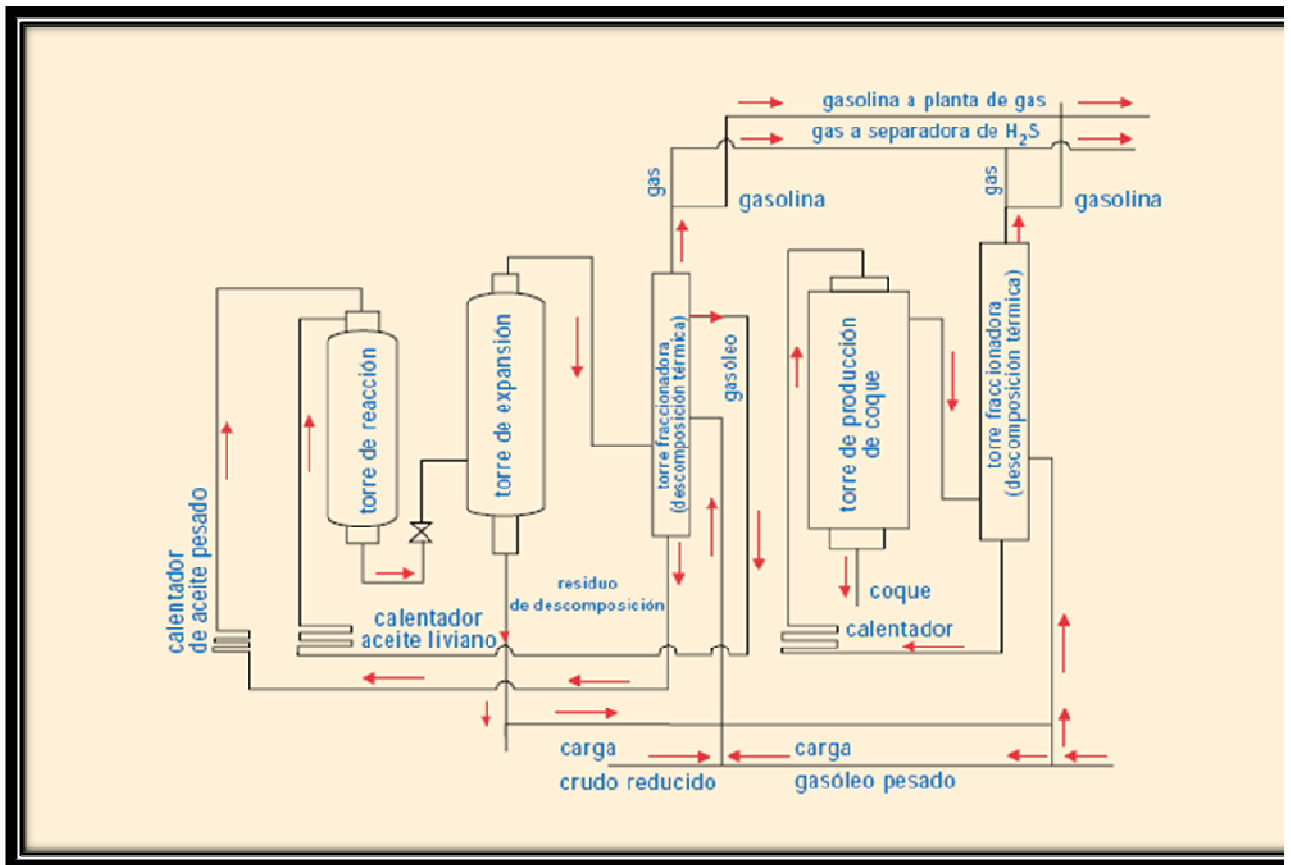 gasolina a planta de gas
gas a separadora de H₂S
gas
gasolina
gas
gasolina
torre de reacción
torre de expansión
torre fraccionadora
(descomposición térmica)
gasóleo
torre de producción
de coque
torre fraccionadora
(descomposición térmica)
calentador
de aceite pesado
calentador
aceite liviano
residuo
de descomposición
coque
calentador
carga
crudo reducido
carga
gasóleo pesado